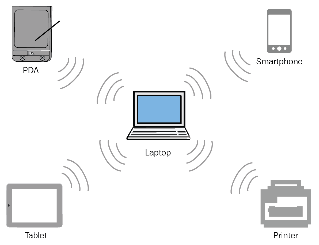 PDA
Smartphone
Laptop
Tablet
Printer